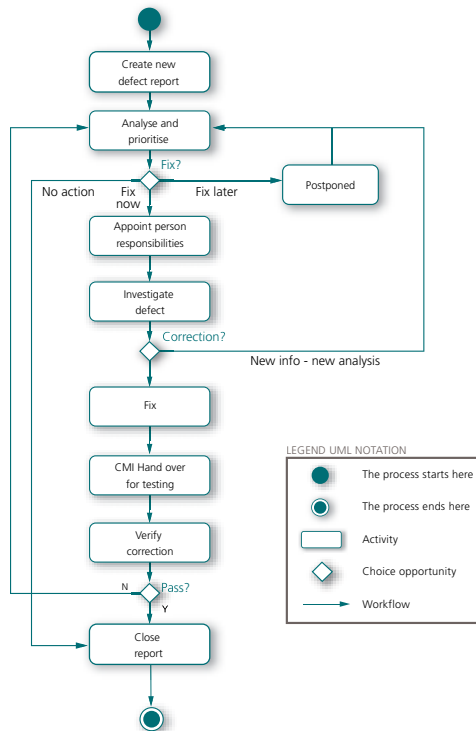 Create new
defect report
Analyse and
prioritise
Fix?
No action
Fix
now
Fix later
Postponed
Appoint person
responsibilities
Investigate
defect
Correction?
New info - new analysis
Fix
CMI Hand over
for testing
Verify
correction
N
Pass?
Y
Close
report
LEGEND UML NOTATION
The process starts here
The process ends here
Activity
Choice opportunity
Workflow